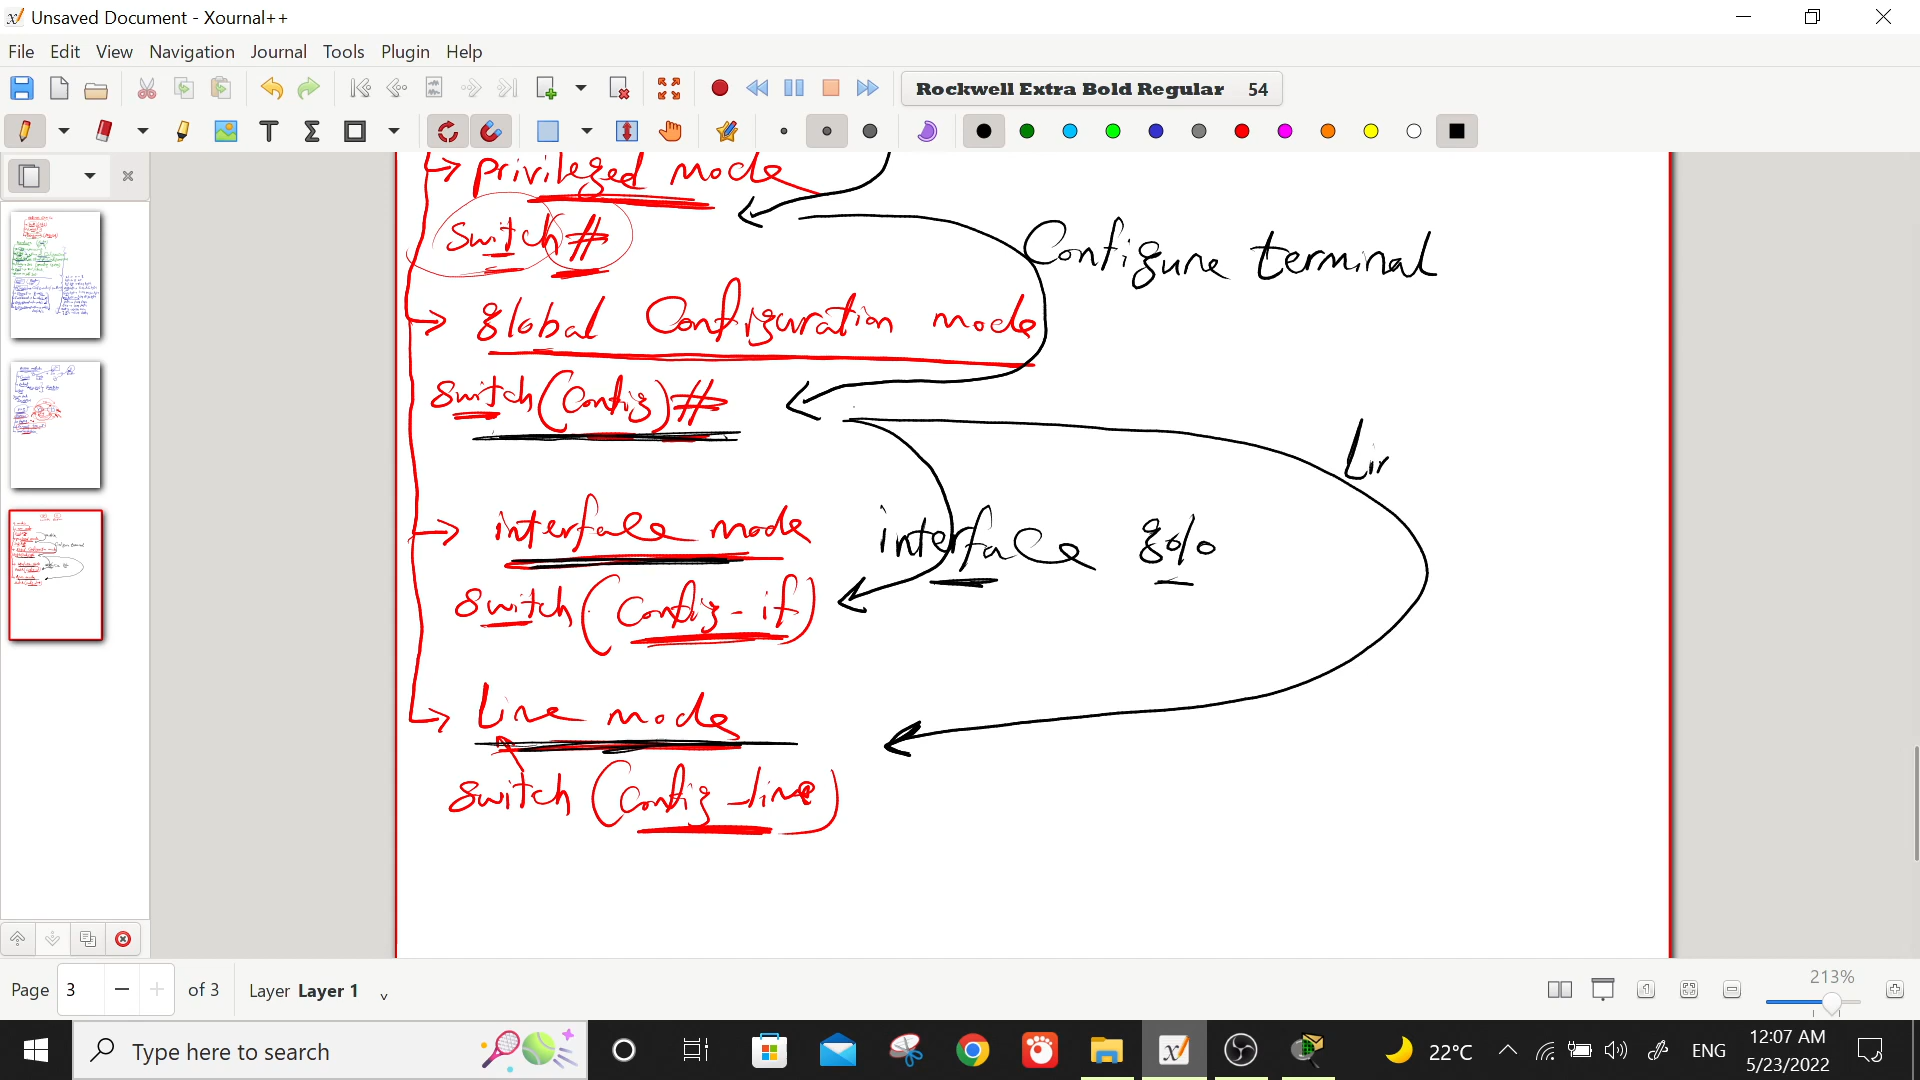 Unsaved Document - Xournal++
File Edit View Navigation Journal Tools Plugin Help
Rockwell Extra Bold Regular 54
privileged mode
Switch#
Configure terminal
global Configuration mode
switch(Config)#
Lin
interface mode
interface g0/0
switch(Config-if)
Line mode
switch (Config-line)
Page 3 of 3 Layer Layer 1
213%
Type here to search
22°C
ENG
12:07 AM
5/23/2022